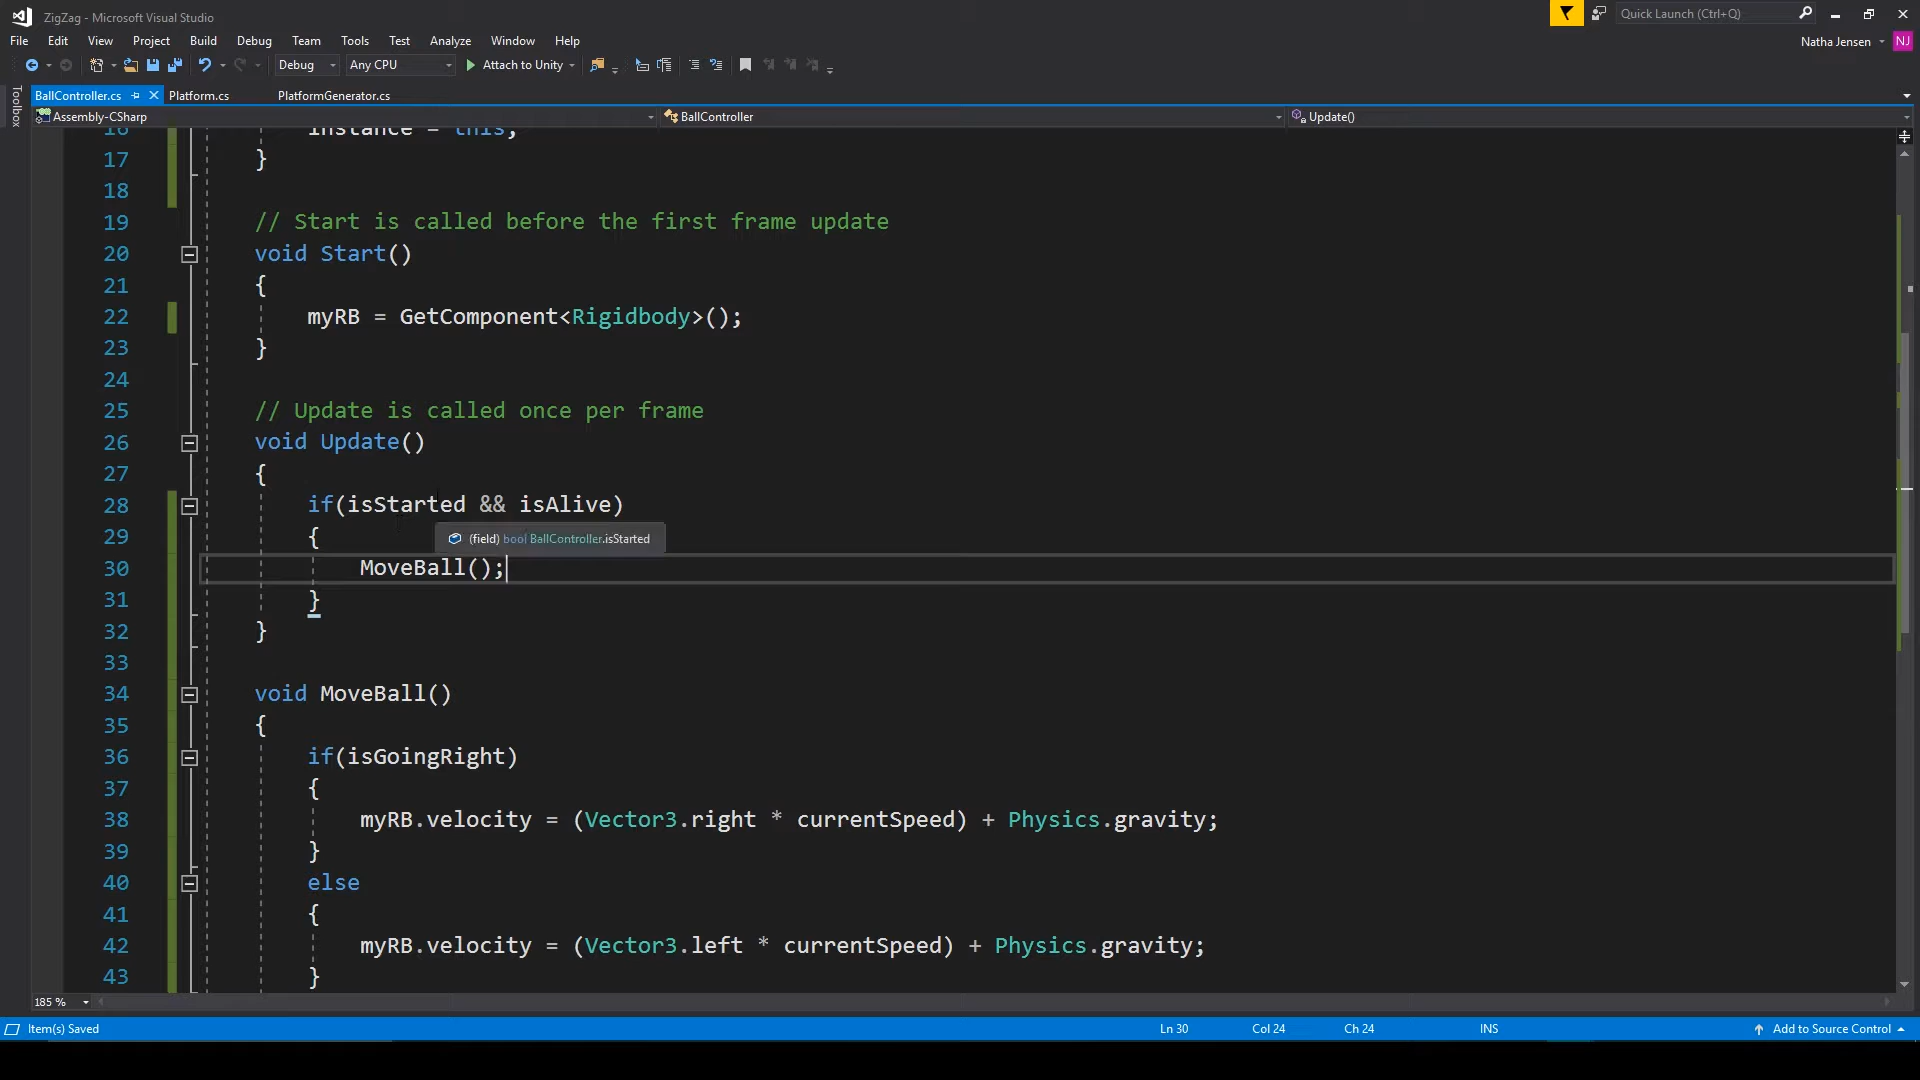 ZigZag - Microsoft Visual Studio
Quick Launch (Ctrl+Q)
File Edit View Project Build Debug Team Tools Test Analyze Window Help
Natha Jensen NJ
Debug Any CPU Attach to Unity
Toolbox
BallController.cs Platform.cs PlatformGenerator.cs
Assembly-CSharp BallController Update()
16 instance = this;
17 }
18
19 // Start is called before the first frame update
20 void Start()
21 {
22 myRB = GetComponent<Rigidbody>();
23 }
24
25 // Update is called once per frame
26 void Update()
27 {
28 if(isStarted && isAlive)
29 {
(field) bool BallController.isStarted
30 MoveBall();
31 }
32 }
33
34 void MoveBall()
35 {
36 if(isGoingRight)
37 {
38 myRB.velocity = (Vector3.right * currentSpeed) + Physics.gravity;
39 }
40 else
41 {
42 myRB.velocity = (Vector3.left * currentSpeed) + Physics.gravity;
43 }
185 %
Item(s) Saved Ln 30 Col 24 Ch 24 INS Add to Source Control